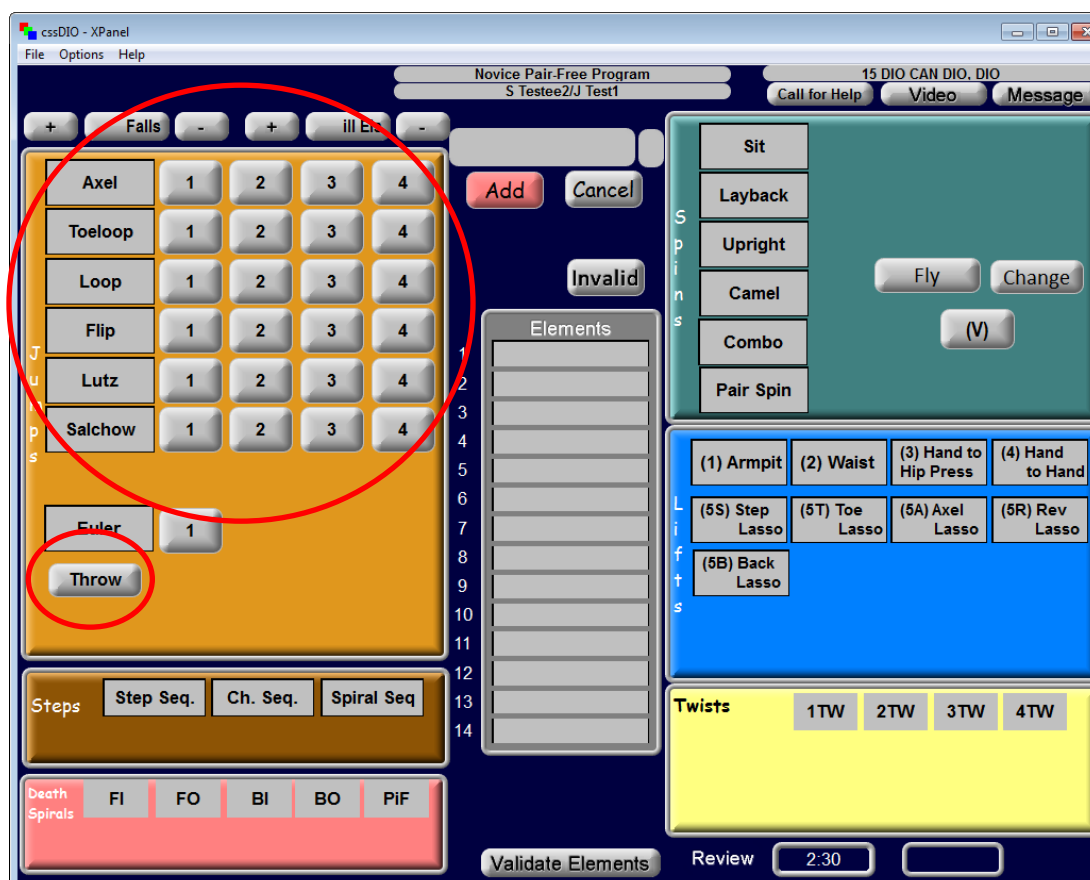 cssDIO - XPanel
File Options Help
Novice Pair-Free Program
S Testee2/J Test1
15 DIO CAN DIO, DIO
Call for Help Video Message
+ Falls - + ill Els -
Add Cancel
Invalid
Jumps
Axel 1 2 3 4
Toeloop 1 2 3 4
Loop 1 2 3 4
Flip 1 2 3 4
Lutz 1 2 3 4
Salchow 1 2 3 4
Euler 1
Throw
Elements
1
2
3
4
5
6
7
8
9
10
11
12
13
14
Spins
Sit
Layback
Upright
Camel
Combo
Pair Spin
Fly Change
(V)
Lifts
(1) Armpit
(2) Waist
(3) Hand to
Hip Press
(4) Hand
to Hand
(5S) Step
Lasso
(5T) Toe
Lasso
(5A) Axel
Lasso
(5R) Rev
Lasso
(5B) Back
Lasso
Steps Step Seq. Ch. Seq. Spiral Seq
Twists 1TW 2TW 3TW 4TW
Death
Spirals
FI FO BI BO PiF
Validate Elements
Review 2:30